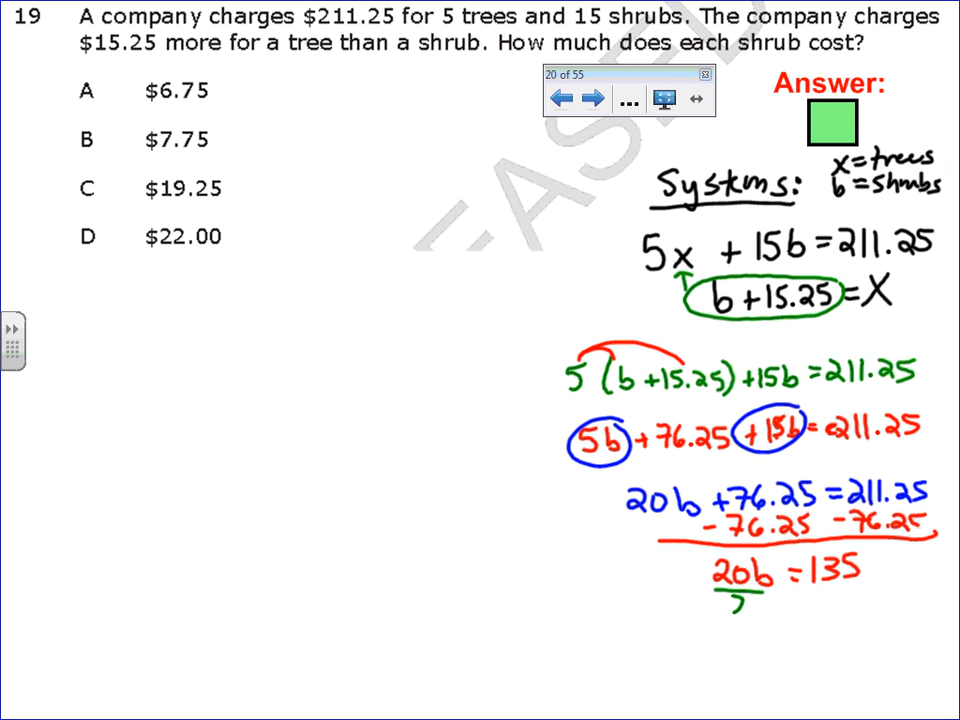 19 A company charges $211.25 for 5 trees and 15 shrubs. The company charges
$15.25 more for a tree than a shrub. How much does each shrub cost?
A $6.75
B $7.75
C $19.25
D $22.00
20 of 55
...
Answer:
EASED
x=trees
b=shrubs
Systems:
5x + 15b = 211.25
b + 15.25 = X
5 (b + 15.25) + 15b = 211.25
5b + 76.25 + 15b = 211.25
20b + 76.25 = 211.25
- 76.25 - 76.25
20b = 135